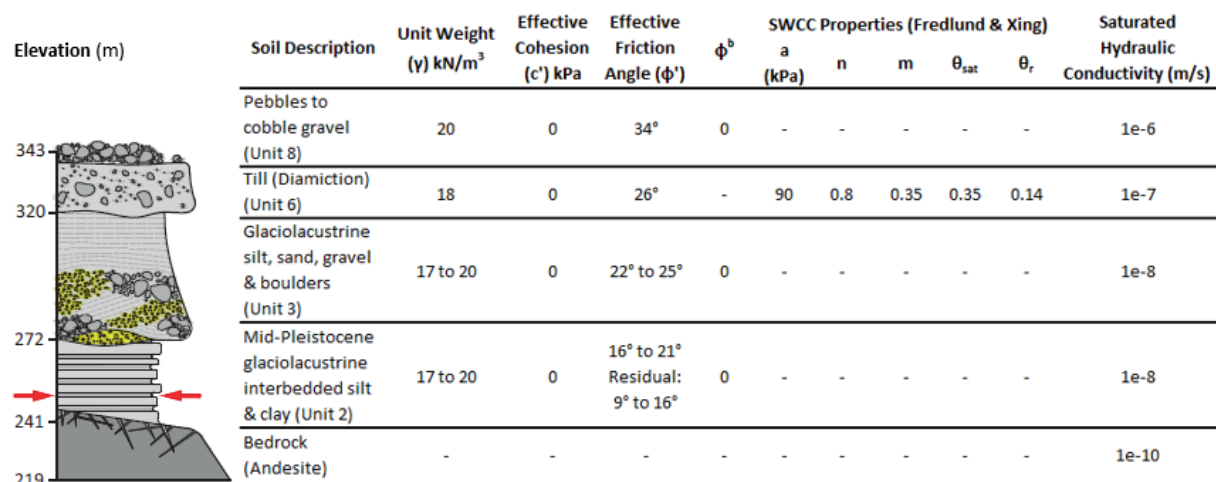 Elevation (m)
343
320
272
241
219
Soil Description	Unit Weight (γ) kN/m³	Effective Cohesion (c') kPa	Effective Friction Angle (ϕ')	ϕᵇ	SWCC Properties (Fredlund & Xing)	Saturated Hydraulic Conductivity (m/s)
a (kPa)	n	m	θsat	θr
Pebbles to
cobble gravel	20	0	34°	0	-	-	-	-	-	1e-6
(Unit 8)
Till (Diamiction)
(Unit 6)	18	0	26°	-	90	0.8	0.35	0.35	0.14	1e-7
Glaciolacustrine
silt, sand, gravel
& boulders	17 to 20	0	22° to 25°	0	-	-	-	-	-	1e-8
(Unit 3)
Mid-Pleistocene
glaciolacustrine	16° to 21°
interbedded silt	17 to 20	0	Residual:	0	-	-	-	-	-	1e-8
& clay (Unit 2)	9° to 16°
Bedrock
(Andesite)	-	-	-	-	-	-	-	-	-	1e-10